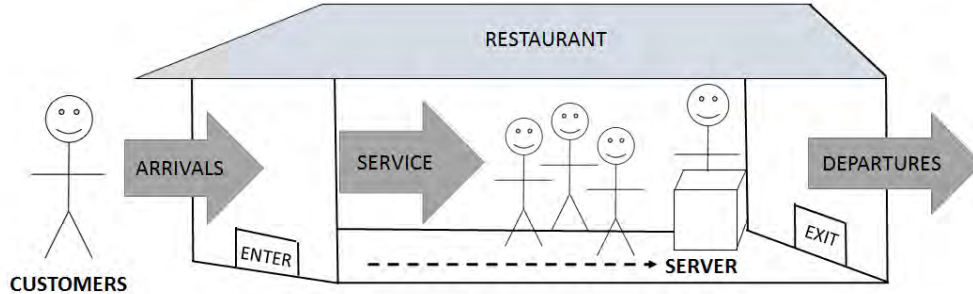 RESTAURANT
ARRIVALS
SERVICE
DEPARTURES
ENTER
EXIT
SERVER
CUSTOMERS